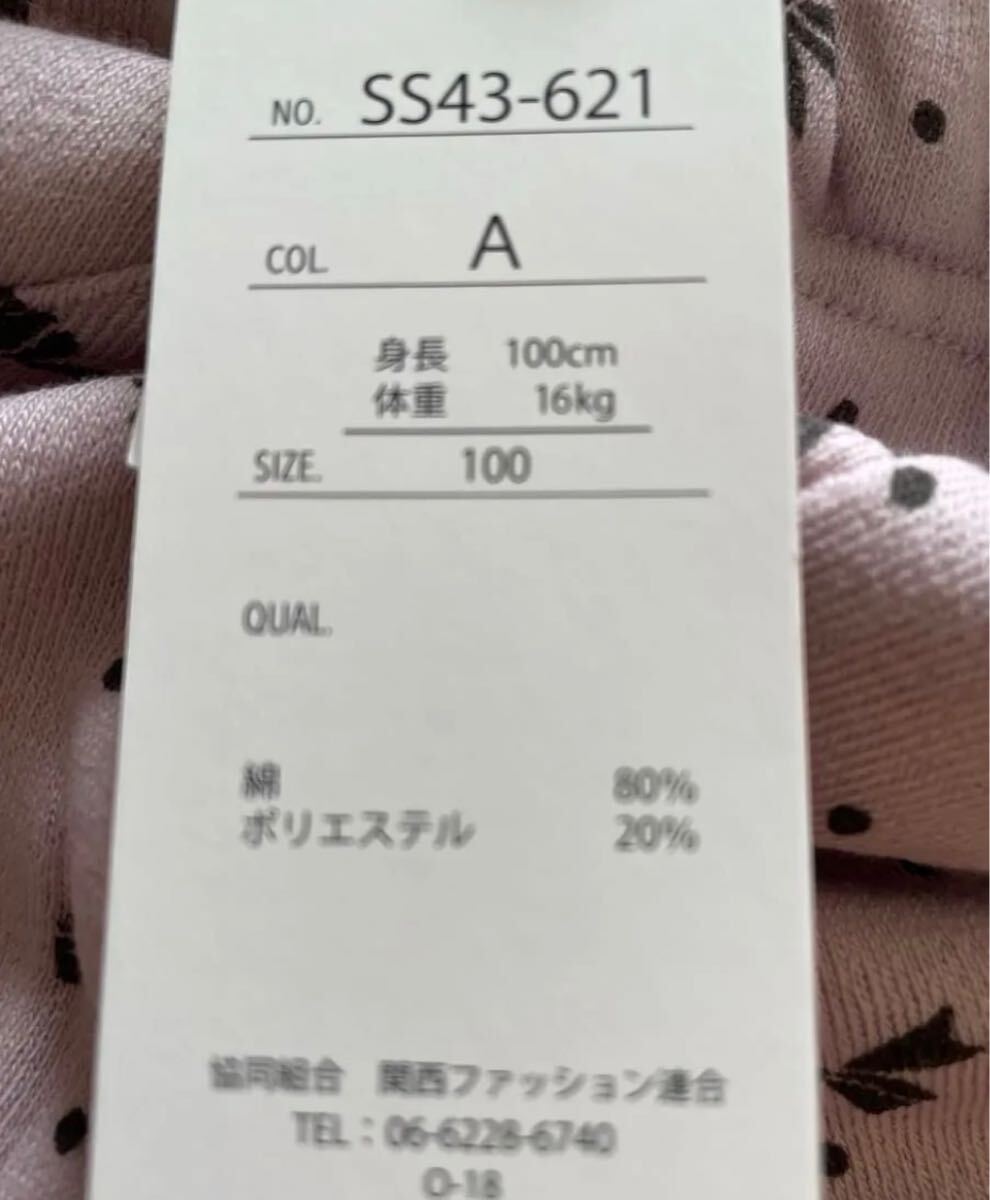 NO. SS43-621
COL. A
身長 100cm
体重 16kg
SIZE. 100
QUAL.
綿 80%
ポリエステル 20%
協同組合 関西ファッション連合
TEL：06-6228-6740
O-18